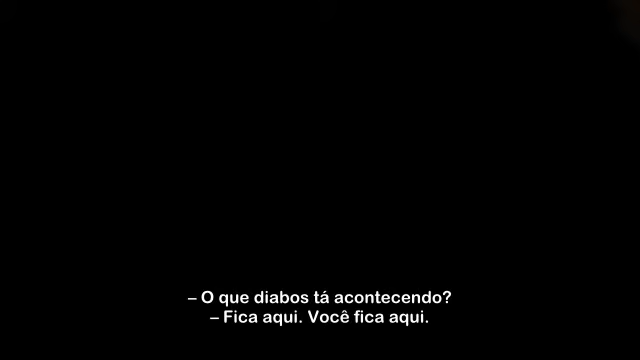 – O que diabos tá acontecendo?
– Fica aqui. Você fica aqui.